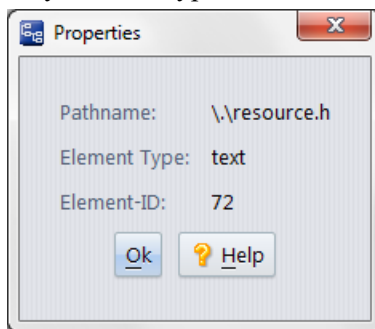 Properties
Pathname: \.\resource.h
Element Type: text
Element-ID: 72
Ok Help